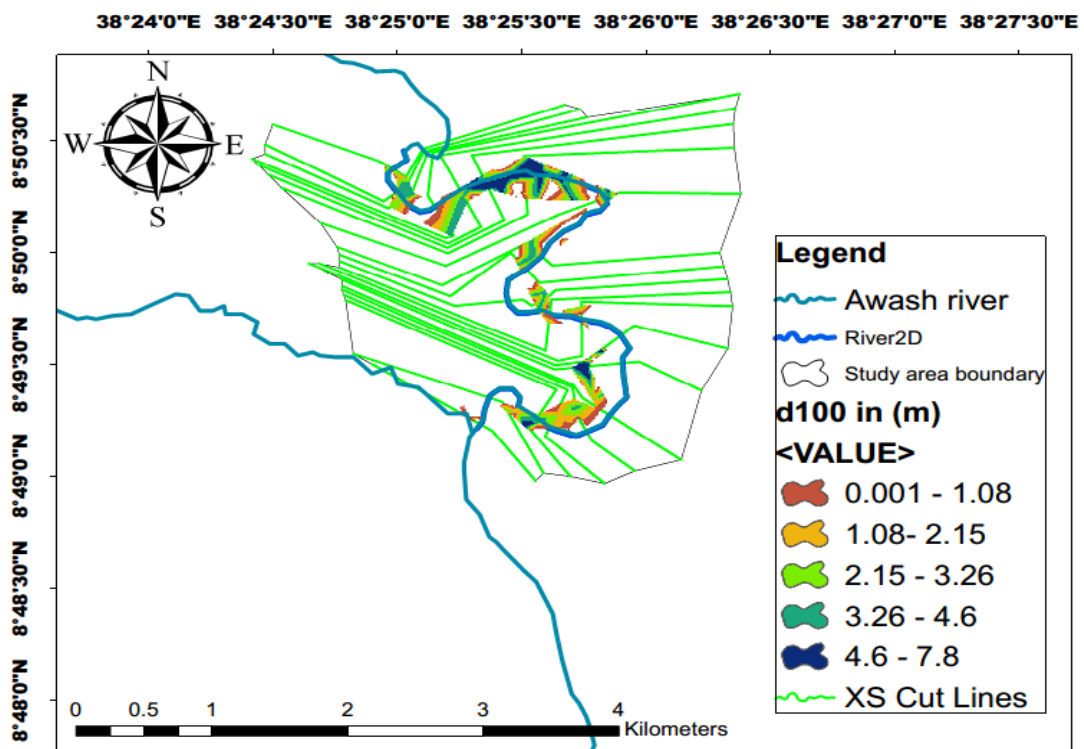 38°24'0"E 38°24'30"E 38°25'0"E 38°25'30"E 38°26'0"E 38°26'30"E 38°27'0"E 38°27'30"E
N
W E
S
8°5'0"30"N
8°50'0"N
8°49'30"N
8°49'0"N
8°48'30"N
8°48'0"N
Legend
Awash river
River2D
Study area boundary
d100 in (m)
<VALUE>
0.001 - 1.08
1.08- 2.15
2.15 - 3.26
3.26 - 4.6
4.6 - 7.8
XS Cut Lines
0 0.5 1 2 3 4
Kilometers